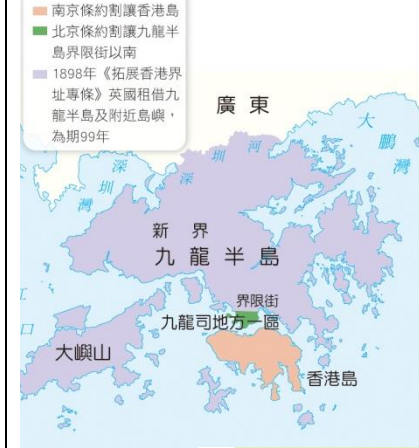 南京條約割讓香港島
北京條約割讓九龍半
島界限街以南
1898年《拓展香港界
址專條》英國租借九
龍半島及附近島嶼，
為期99年
廣東
大鵬灣
深圳河
深圳灣
新界
九龍半島
界限街
九龍司地方一區
大嶼山
香港島
口